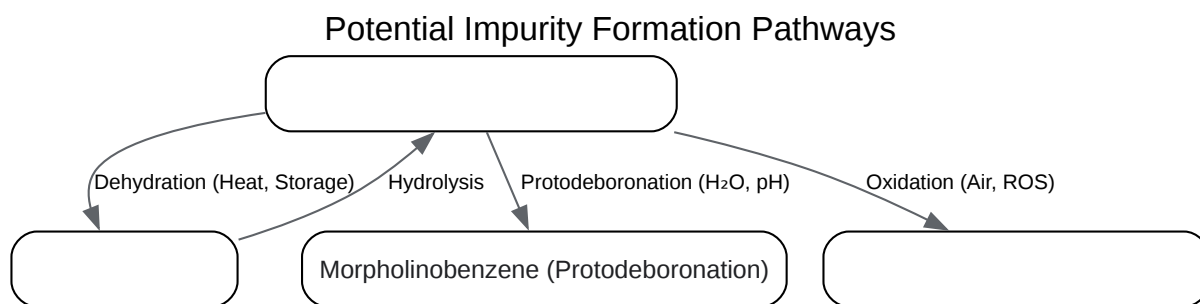 Potential Impurity Formation Pathways
Dehydration (Heat, Storage)
Hydrolysis
Protodeboronation (H₂O, pH)
Oxidation (Air, ROS)
Morpholinobenzene (Protodeboronation)